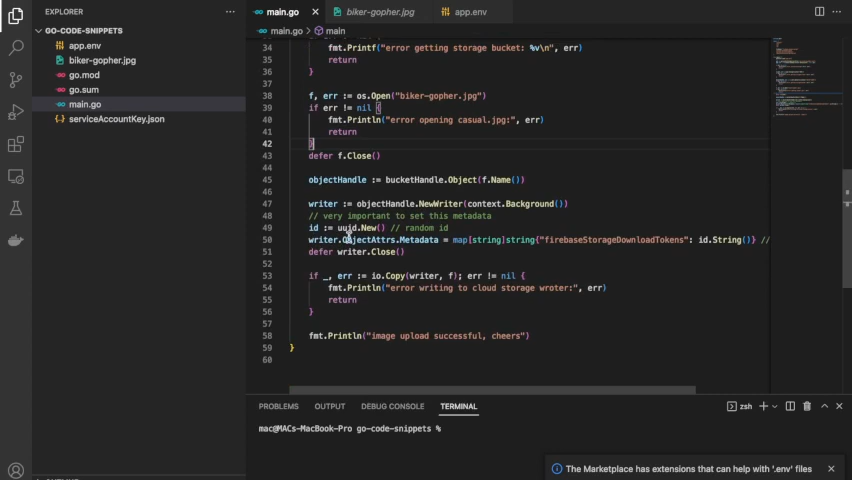 EXPLORER
GO-CODE-SNIPPETS
app.env
biker-gopher.jpg
go.mod
go.sum
main.go
serviceAccountKey.json
main.go
biker-gopher.jpg
app.env
main.go > main
34 fmt.Printf("error getting storage bucket: %v\n", err)
35 return
36 }
37
38 f, err := os.Open("biker-gopher.jpg")
39 if err != nil {
40 fmt.Println("error opening casual.jpg:", err)
41 return
42 }
43 defer f.Close()
44
45 objectHandle := bucketHandle.Object(f.Name())
46
47 writer := objectHandle.NewWriter(context.Background())
48 // very important to set this metadata
49 id := uuid.New() // random id
50 writer.ObjectAttrs.Metadata = map[string]string{"firebaseStorageDownloadTokens": id.String()} //
51 defer writer.Close()
52
53 if _, err := io.Copy(writer, f); err != nil {
54 fmt.Println("error writing to cloud storage wroter:", err)
55 return
56 }
57
58 fmt.Println("image upload successful, cheers")
59 }
60
PROBLEMS OUTPUT DEBUG CONSOLE TERMINAL
zsh
mac@MACs-MacBook-Pro go-code-snippets %
The Marketplace has extensions that can help with '.env' files